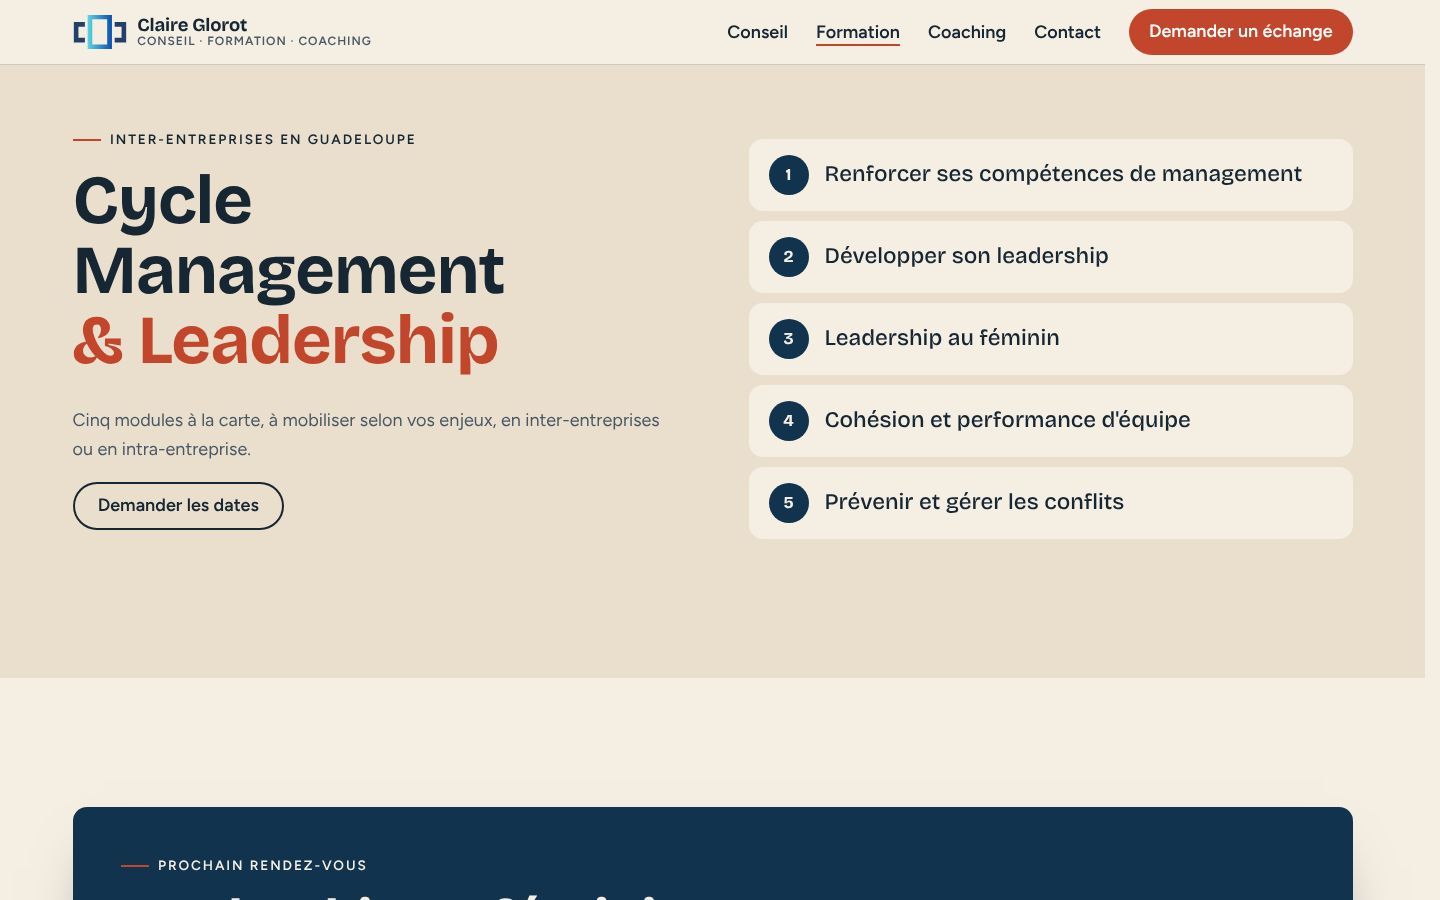 Claire Glorot
CONSEIL · FORMATION · COACHING
Conseil
Formation
Coaching
Contact
Demander un échange
INTER-ENTREPRISES EN GUADELOUPE
Cycle
Management
& Leadership
Cinq modules à la carte, à mobiliser selon vos enjeux, en inter-entreprises
ou en intra-entreprise.
Demander les dates
1 Renforcer ses compétences de management
2 Développer son leadership
3 Leadership au féminin
4 Cohésion et performance d'équipe
5 Prévenir et gérer les conflits
PROCHAIN RENDEZ-VOUS